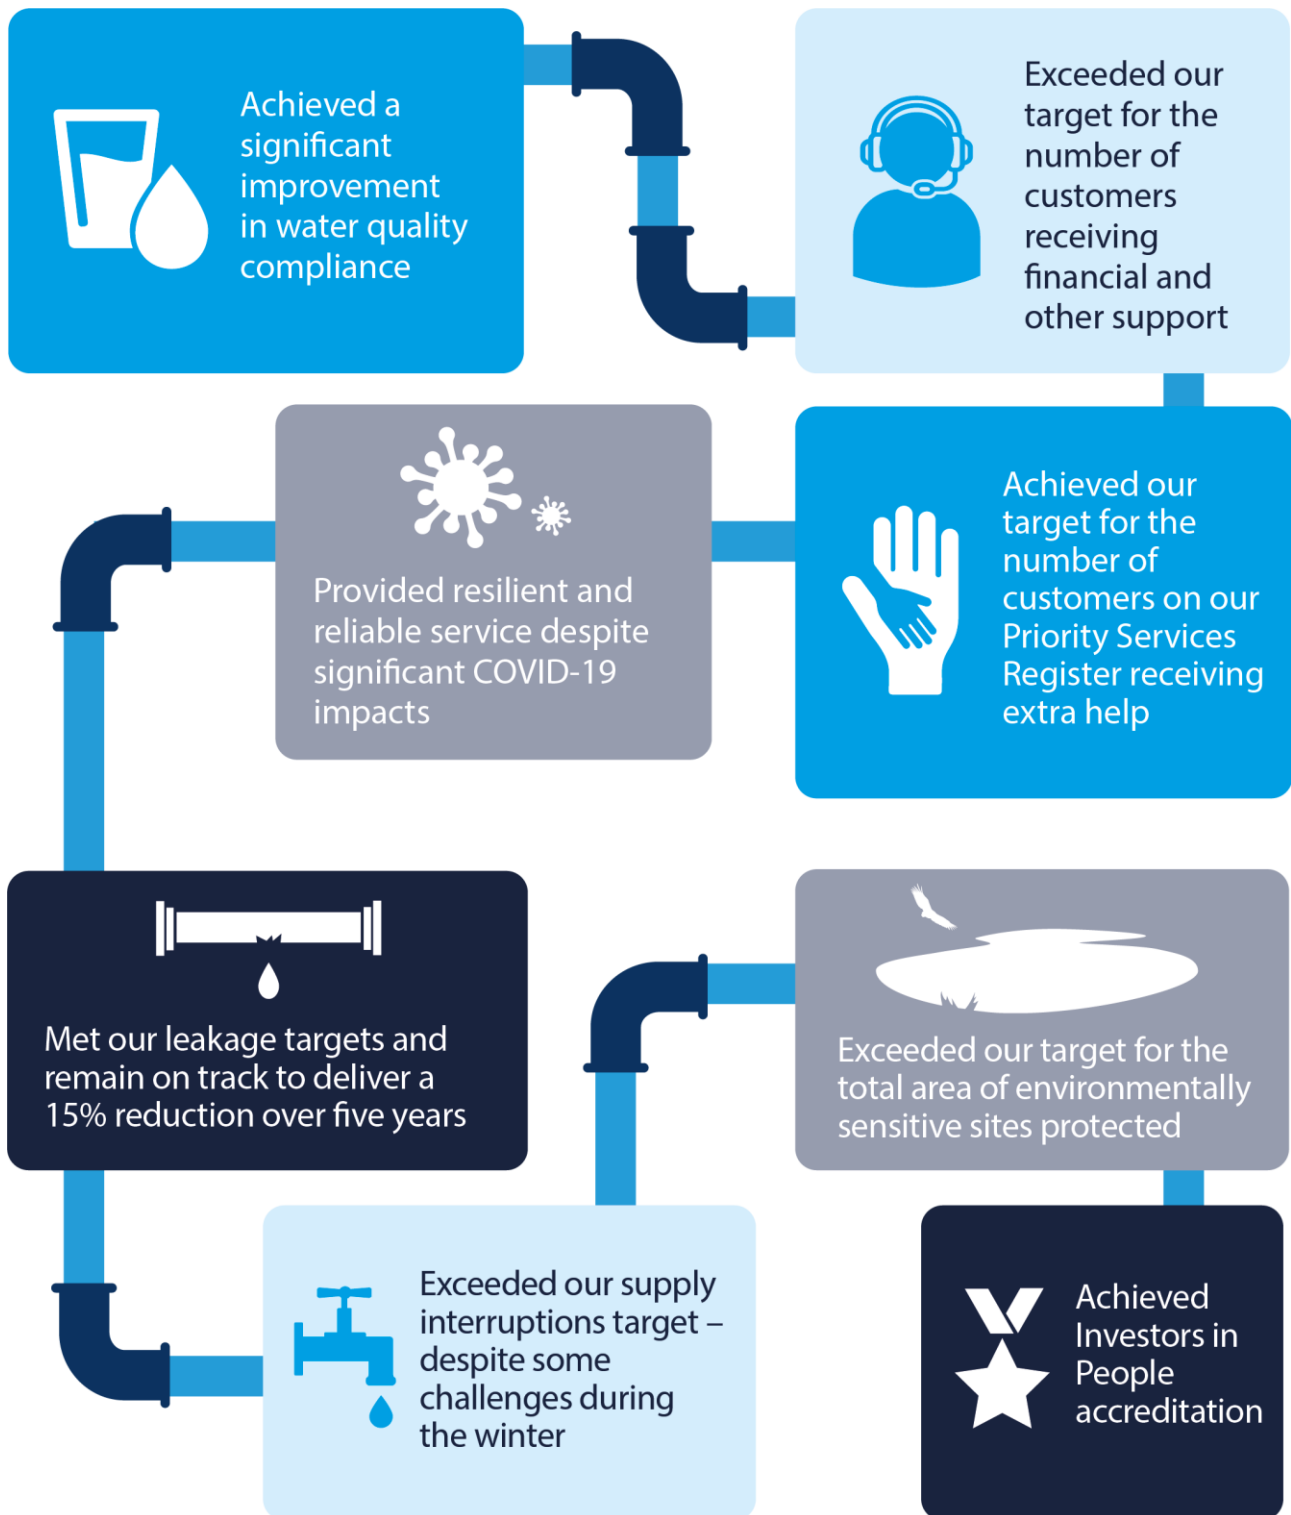 Achieved a
significant
improvement
in water quality
compliance
Exceeded our
target for the
number of
customers
receiving
financial and
other support
Achieved our
target for the
number of
customers on our
Priority Services
Register receiving
extra help
Provided resilient and
reliable service despite
significant COVID-19
impacts
Met our leakage targets and
remain on track to deliver a
15% reduction over five years
Exceeded our supply
interruptions target –
despite some
challenges during
the winter
Exceeded our target for the
total area of environmentally
sensitive sites protected
Achieved
Investors in
People
accreditation